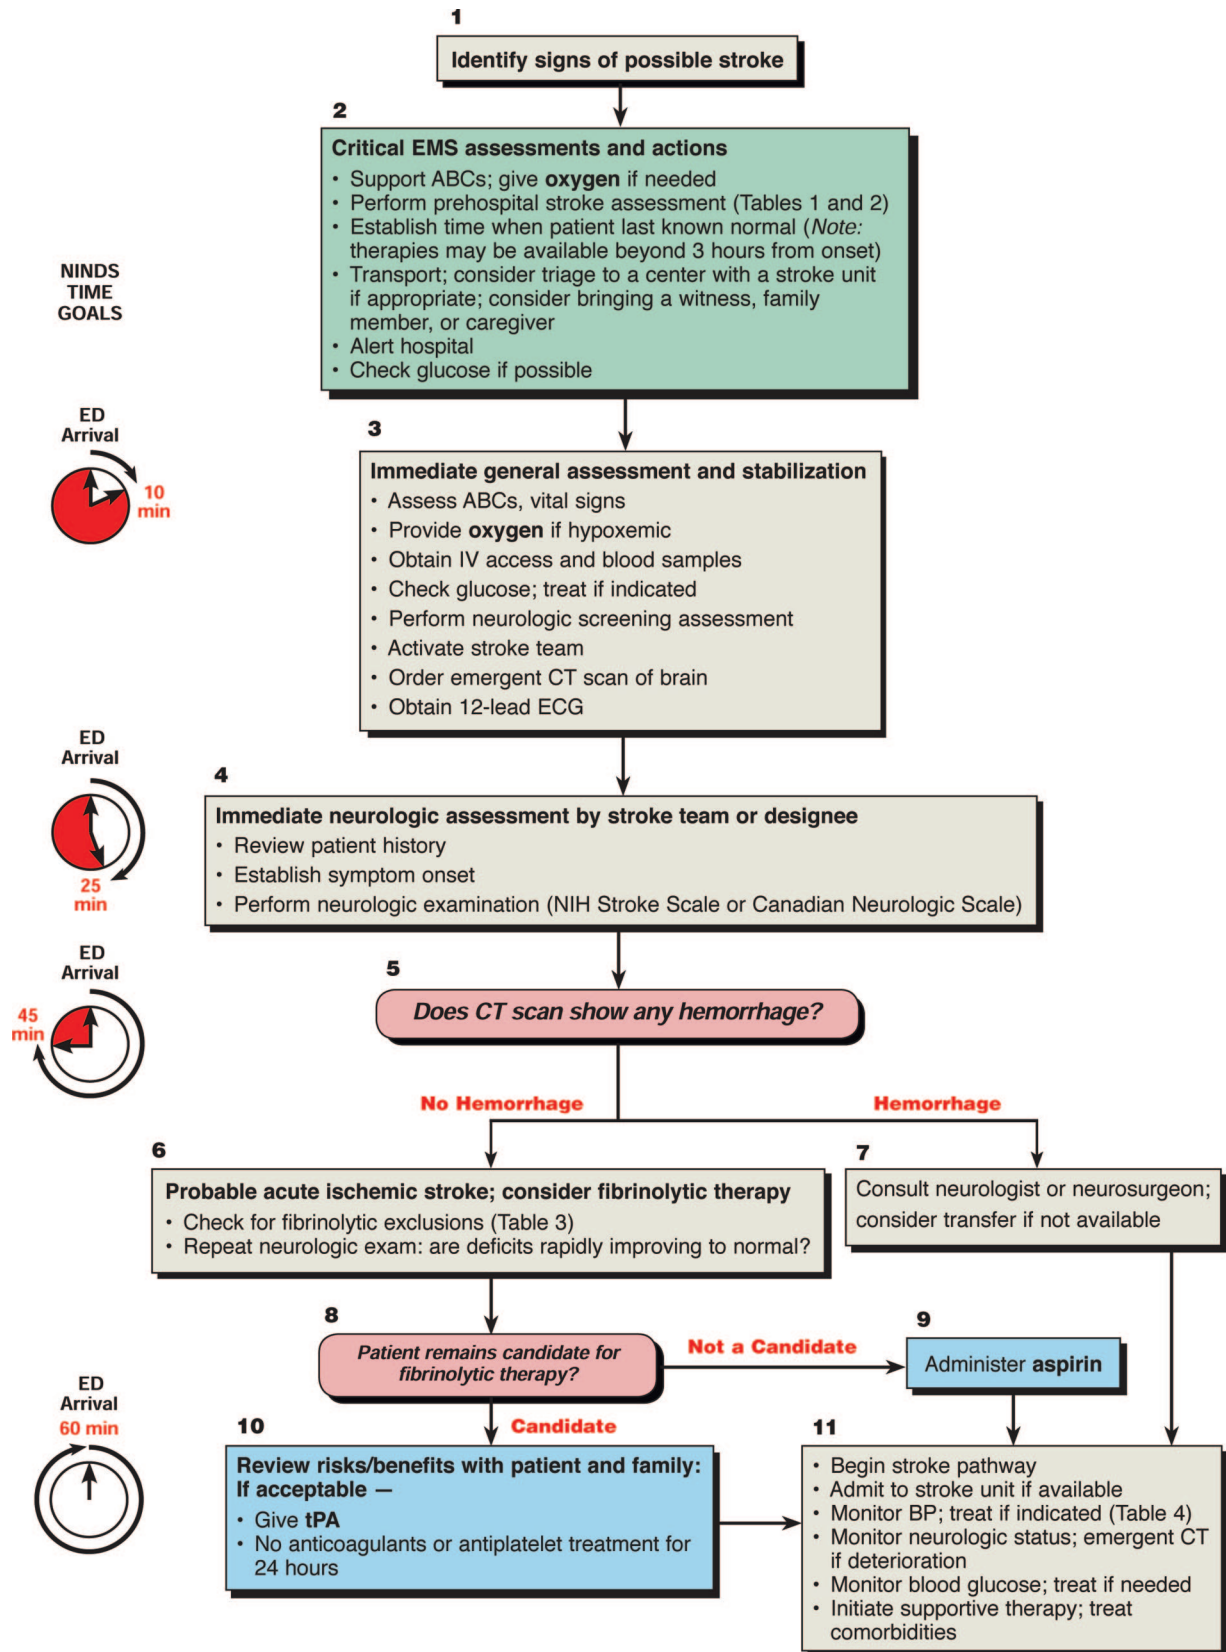 1
Identify signs of possible stroke
2
Critical EMS assessments and actions
• Support ABCs; give oxygen if needed
• Perform prehospital stroke assessment (Tables 1 and 2)
• Establish time when patient last known normal (Note:
therapies may be available beyond 3 hours from onset)
• Transport; consider triage to a center with a stroke unit
if appropriate; consider bringing a witness, family
member, or caregiver
• Alert hospital
• Check glucose if possible
NINDS
TIME
GOALS
ED
Arrival
10
min
3
Immediate general assessment and stabilization
• Assess ABCs, vital signs
• Provide oxygen if hypoxemic
• Obtain IV access and blood samples
• Check glucose; treat if indicated
• Perform neurologic screening assessment
• Activate stroke team
• Order emergent CT scan of brain
• Obtain 12-lead ECG
ED
Arrival
25
min
4
Immediate neurologic assessment by stroke team or designee
• Review patient history
• Establish symptom onset
• Perform neurologic examination (NIH Stroke Scale or Canadian Neurologic Scale)
ED
Arrival
45
min
5
Does CT scan show any hemorrhage?
No Hemorrhage
Hemorrhage
6
Probable acute ischemic stroke; consider fibrinolytic therapy
• Check for fibrinolytic exclusions (Table 3)
• Repeat neurologic exam: are deficits rapidly improving to normal?
7
Consult neurologist or neurosurgeon;
consider transfer if not available
8
Patient remains candidate for
fibrinolytic therapy?
Not a Candidate
9
Administer aspirin
Candidate
ED
Arrival
60 min
10
Review risks/benefits with patient and family:
If acceptable —
• Give tPA
• No anticoagulants or antiplatelet treatment for
24 hours
11
• Begin stroke pathway
• Admit to stroke unit if available
• Monitor BP; treat if indicated (Table 4)
• Monitor neurologic status; emergent CT
if deterioration
• Monitor blood glucose; treat if needed
• Initiate supportive therapy; treat
comorbidities